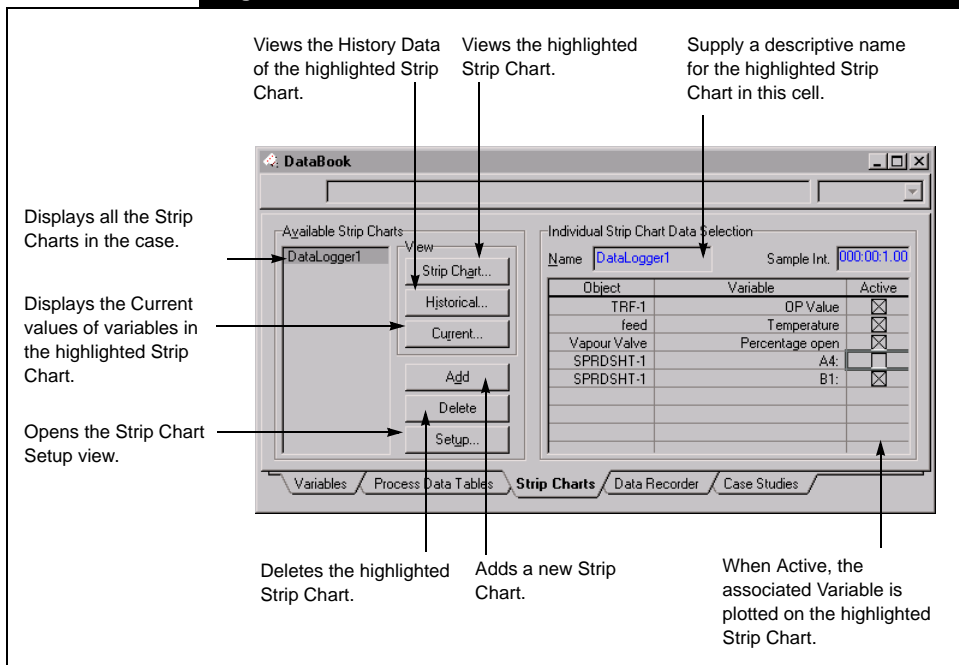 Views the History Data
of the highlighted Strip
Chart.
Views the highlighted
Strip Chart.
Supply a descriptive name
for the highlighted Strip
Chart in this cell.
DataBook
Displays all the Strip
Charts in the case.
Displays the Current
values of variables in
the highlighted Strip
Chart.
Opens the Strip Chart
Setup view.
Available Strip Charts
DataLogger1
View
Strip Chart...
Historical...
Current...
Add
Delete
Setup...
Individual Strip Chart Data Selection
Name DataLogger1 Sample Int. 000:00:1.00
Object Variable Active
TRF-1 OP Value
feed Temperature
Vapour Valve Percentage open
SPRDSHT-1 A4:
SPRDSHT-1 B1:
Variables Process Data Tables Strip Charts Data Recorder Case Studies
Deletes the highlighted
Strip Chart.
Adds a new Strip
Chart.
When Active, the
associated Variable is
plotted on the highlighted
Strip Chart.